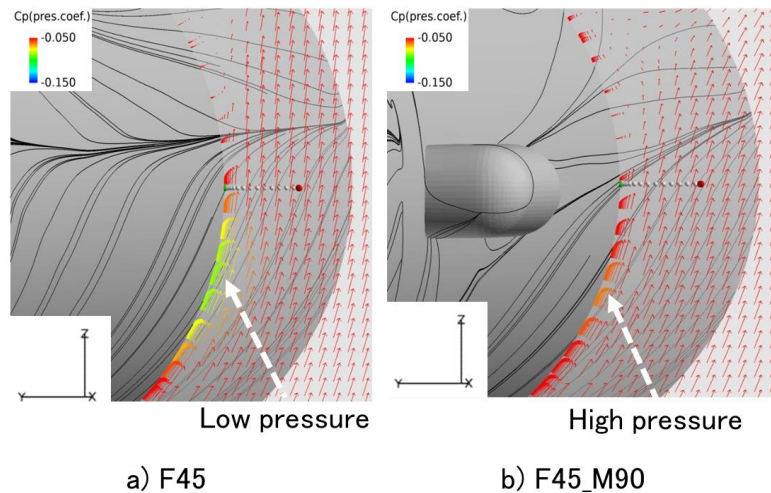 Cp(pres.coef.)
-0.050
-0.150
Z
Y
X
Low pressure
a) F45
Cp(pres.coef.)
-0.050
-0.150
Z
Y
X
High pressure
b) F45_M90